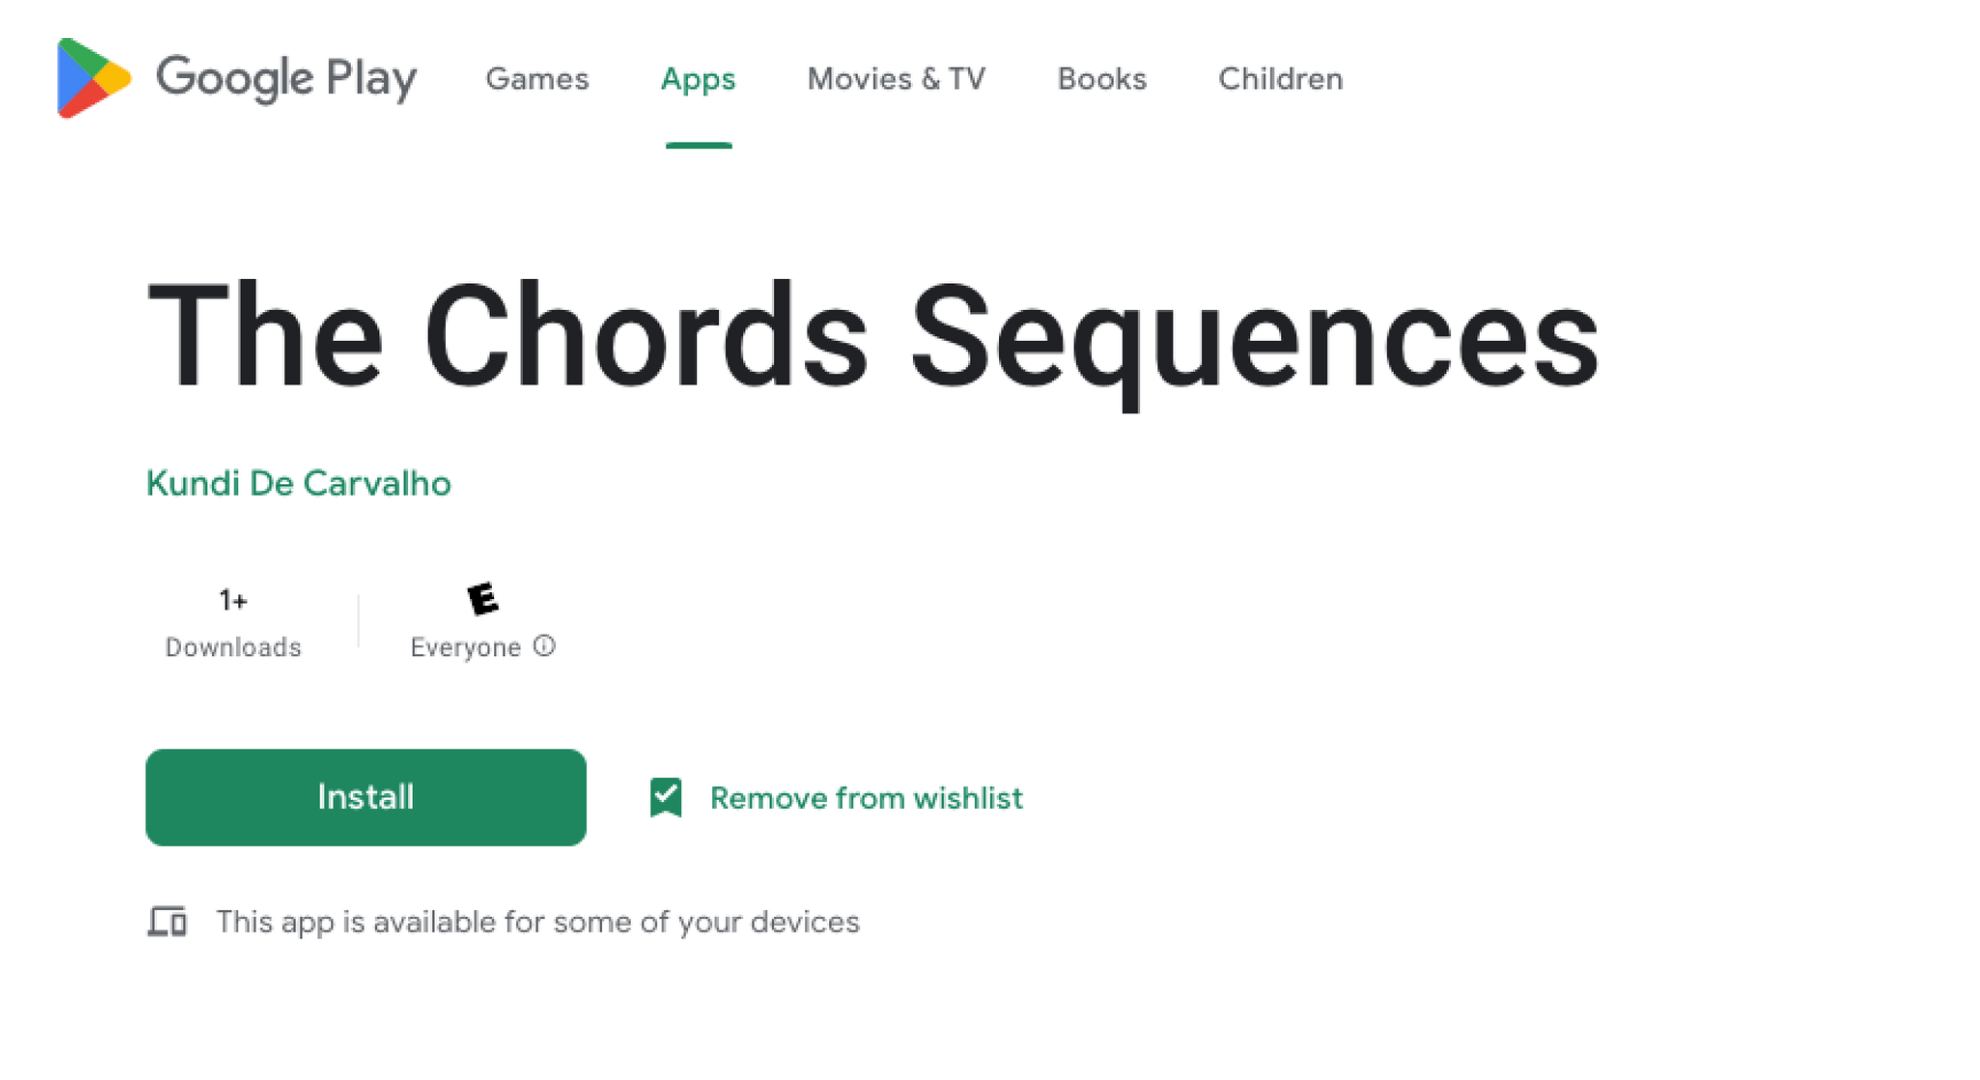 Google Play Games Apps Movies & TV Books Children
The Chords Sequences
Kundi De Carvalho
1+
E
Downloads
Everyone
Install
Remove from wishlist
This app is available for some of your devices